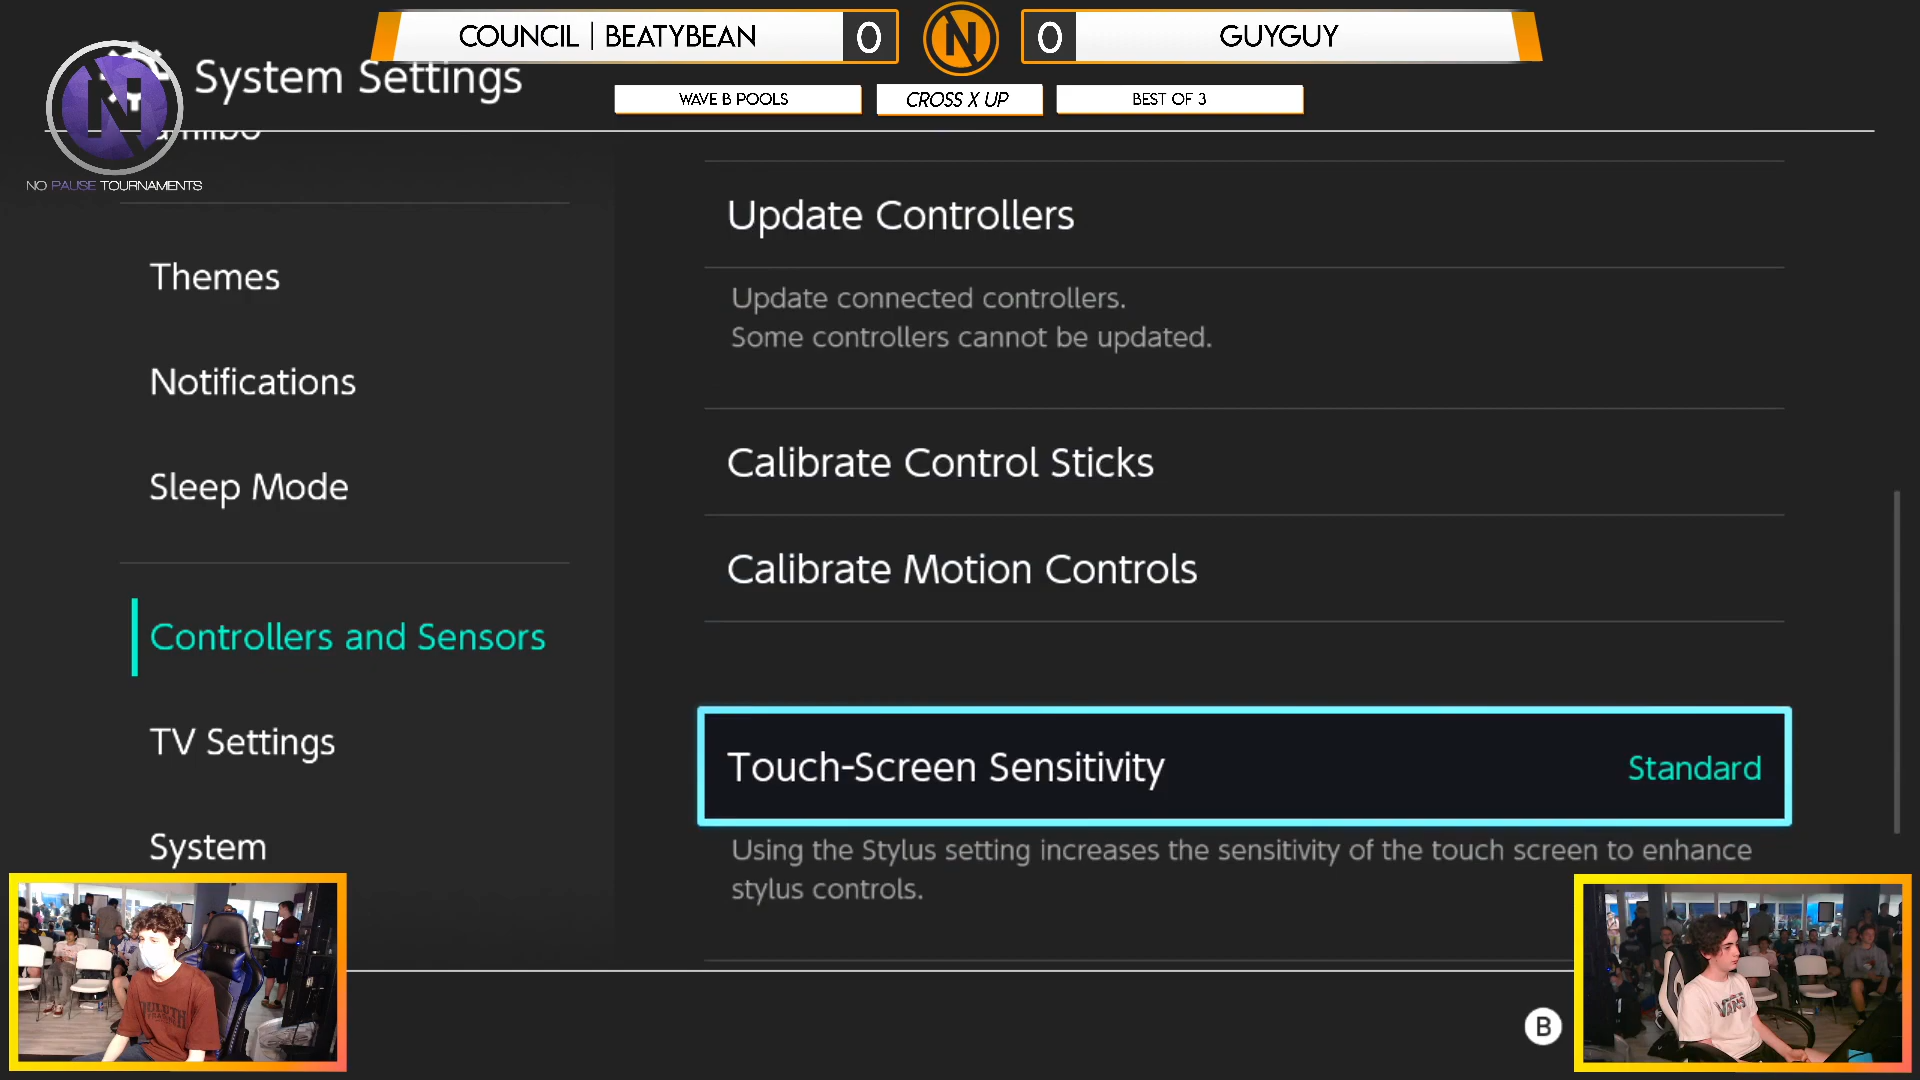 COUNCIL | BEATYBEAN 0 N 0 GUYGUY
System Settings
WAVE B POOLS CROSS X UP BEST OF 3
N
NO PAUSE TOURNAMENTS
amiibo
Themes
Notifications
Sleep Mode
Controllers and Sensors
TV Settings
System
Update Controllers
Update connected controllers.
Some controllers cannot be updated.
Calibrate Control Sticks
Calibrate Motion Controls
Touch-Screen Sensitivity Standard
Using the Stylus setting increases the sensitivity of the touch screen to enhance
stylus controls.
B
VANS